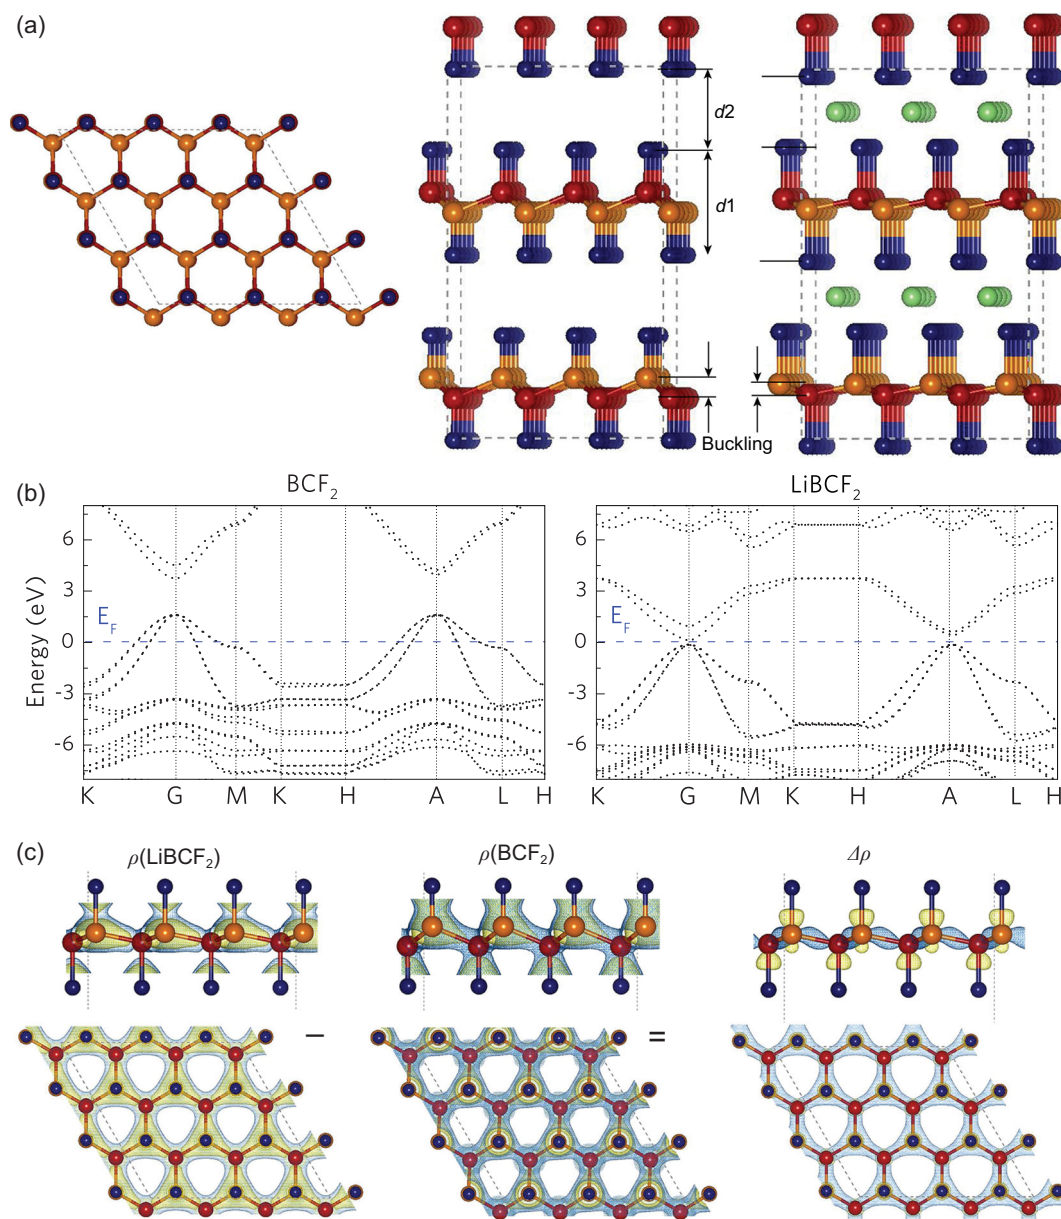 (a)
d2
d1
Buckling
(b)
BCF2
LiBCF2
Energy (eV)
6
3
0
-3
-6
EF
K G M K H A L H
6
3
0
-3
-6
EF
K G M K H A L H
(c)
ρ(LiBCF2)
ρ(BCF2)
Δρ
− =